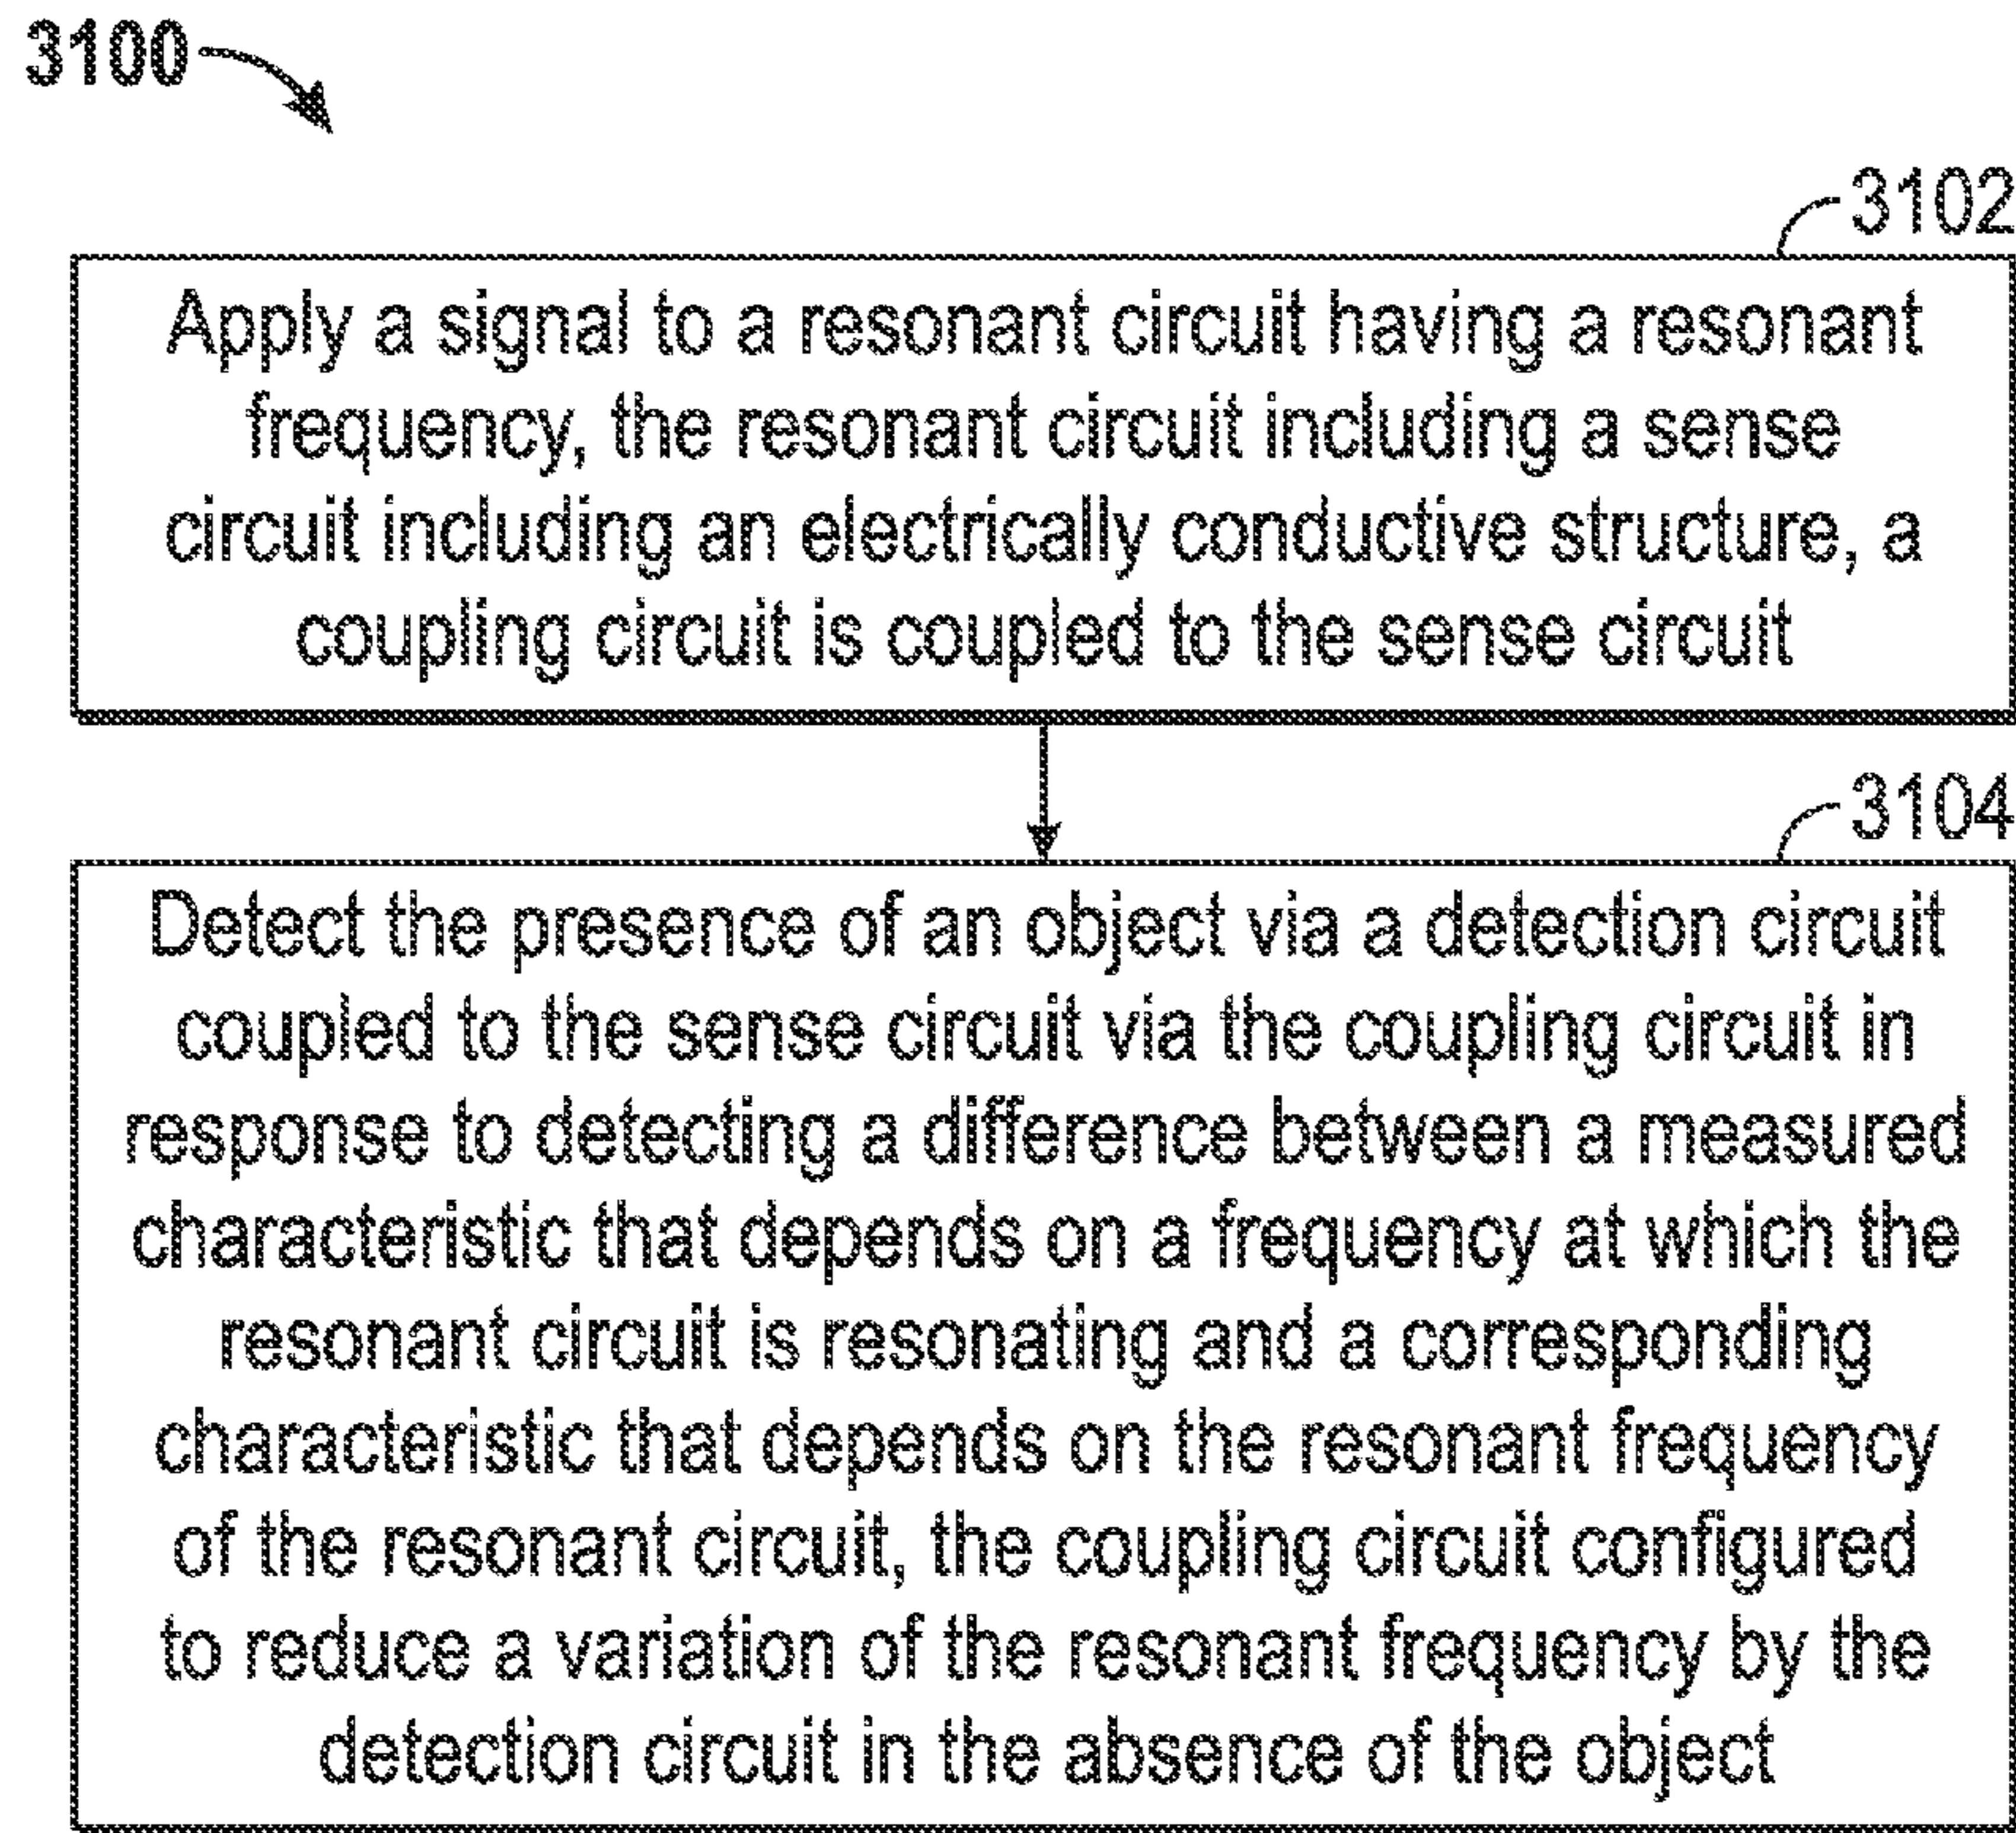 3100
3102
Apply a signal to a resonant circuit having a resonant
frequency, the resonant circuit including a sense
circuit including an electrically conductive structure, a
coupling circuit is coupled to the sense circuit
3104
Detect the presence of an object via a detection circuit
coupled to the sense circuit via the coupling circuit in
response to detecting a difference between a measured
characteristic that depends on a frequency at which the
resonant circuit is resonating and a corresponding
characteristic that depends on the resonant frequency
of the resonant circuit, the coupling circuit configured
to reduce a variation of the resonant frequency by the
detection circuit in the absence of the object